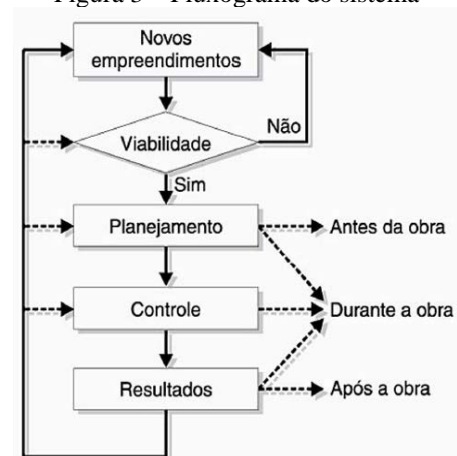 Figura 3 – Fluxograma do sistema
Novos
empreendimentos
Não
Viabilidade
Sim
Planejamento
Antes da obra
Controle
Durante a obra
Resultados
Após a obra